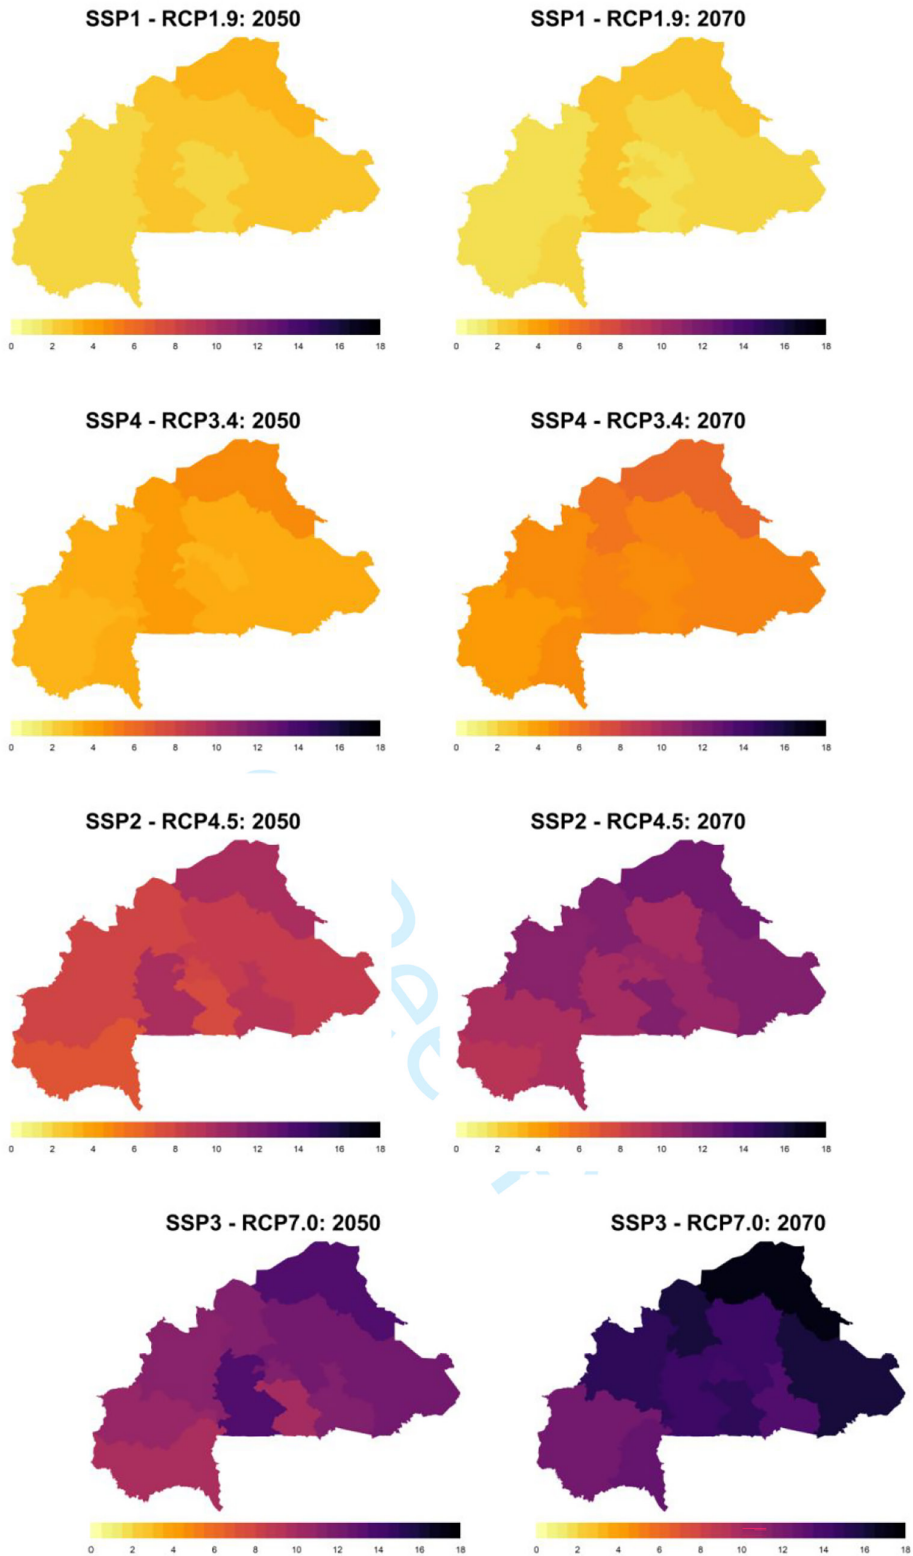 SSP1 - RCP1.9: 2050
SSP1 - RCP1.9: 2070
0 2 4 6 8 10 12 14 16 18
0 2 4 6 8 10 12 14 16 18
SSP4 - RCP3.4: 2050
SSP4 - RCP3.4: 2070
0 2 4 6 8 10 12 14 16 18
0 2 4 6 8 10 12 14 16 18
SSP2 - RCP4.5: 2050
SSP2 - RCP4.5: 2070
0 2 4 6 8 10 12 14 16 18
0 2 4 6 8 10 12 14 16 18
SSP3 - RCP7.0: 2050
SSP3 - RCP7.0: 2070
0 2 4 6 8 10 12 14 16 18
0 2 4 6 8 10 12 14 16 18